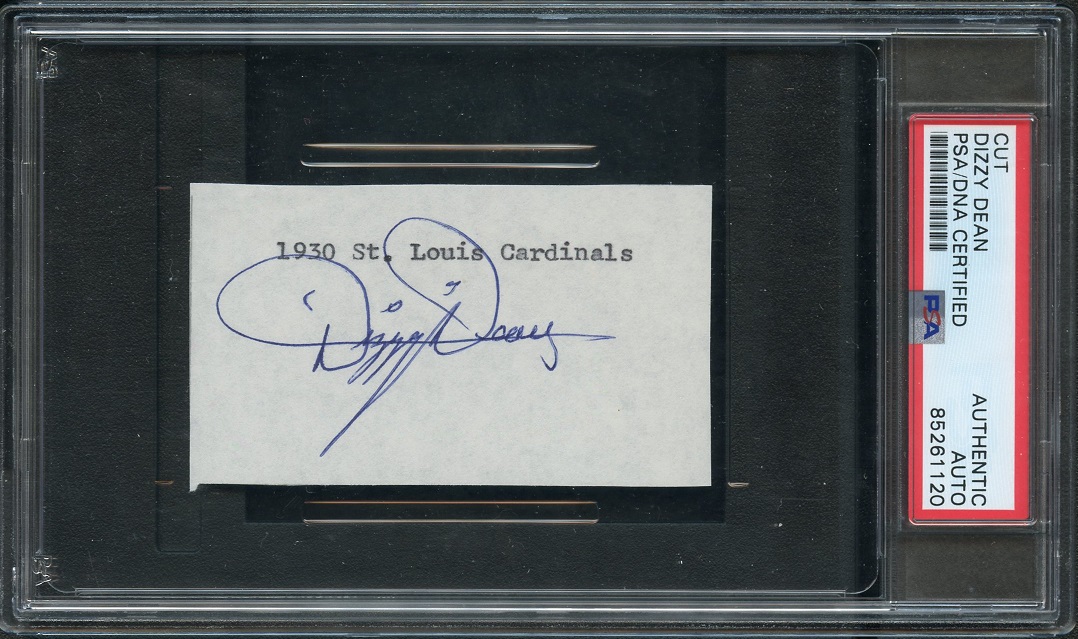 1930 St. Louis Cardinals
Dizzy Dean
CUT
DIZZY DEAN
PSA/DNA CERTIFIED
PSA
AUTHENTIC
AUTO
85261120